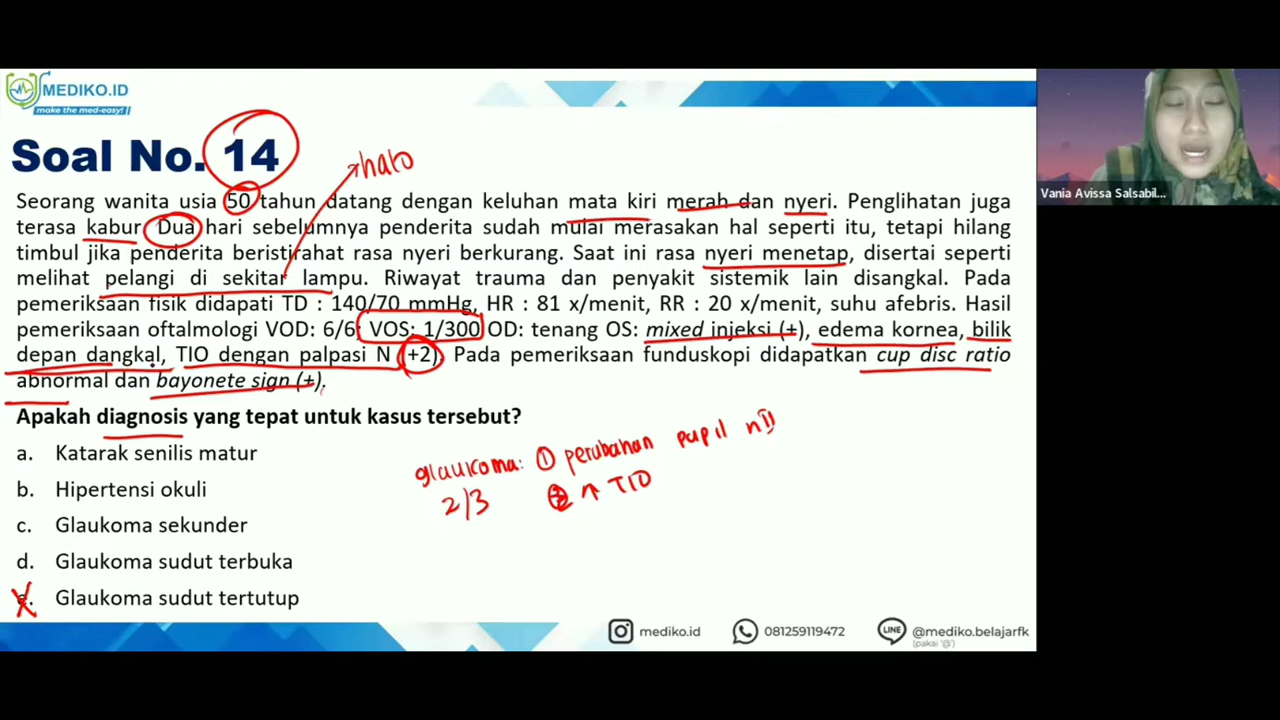 MEDIKO.ID
make the med-easy!
Soal No. 14
halo
Seorang wanita usia 50 tahun datang dengan keluhan mata kiri merah dan nyeri. Penglihatan juga
terasa kabur Dua hari sebelumnya penderita sudah mulai merasakan hal seperti itu, tetapi hilang
timbul jika penderita beristirahat rasa nyeri berkurang. Saat ini rasa nyeri menetap, disertai seperti
melihat pelangi di sekitar lampu. Riwayat trauma dan penyakit sistemik lain disangkal. Pada
pemeriksaan fisik didapati TD : 140/70 mmHg, HR : 81 x/menit, RR : 20 x/menit, suhu afebris. Hasil
pemeriksaan oftalmologi VOD: 6/6; VOS: 1/300 OD: tenang OS: mixed injeksi (+), edema kornea, bilik
depan dangkal, TIO dengan palpasi N (+2). Pada pemeriksaan funduskopi didapatkan cup disc ratio
abnormal dan bayonete sign (+).
Apakah diagnosis yang tepat untuk kasus tersebut?
a. Katarak senilis matur
b. Hipertensi okuli
c. Glaukoma sekunder
d. Glaukoma sudut terbuka
e. Glaukoma sudut tertutup
glaukoma: ① perubahan papil n II
2/3 ② ↑ TIO
Vania Avissa Salsabil...
mediko.id
081259119472
LINE
@mediko.belajarfk
(pakai '@')